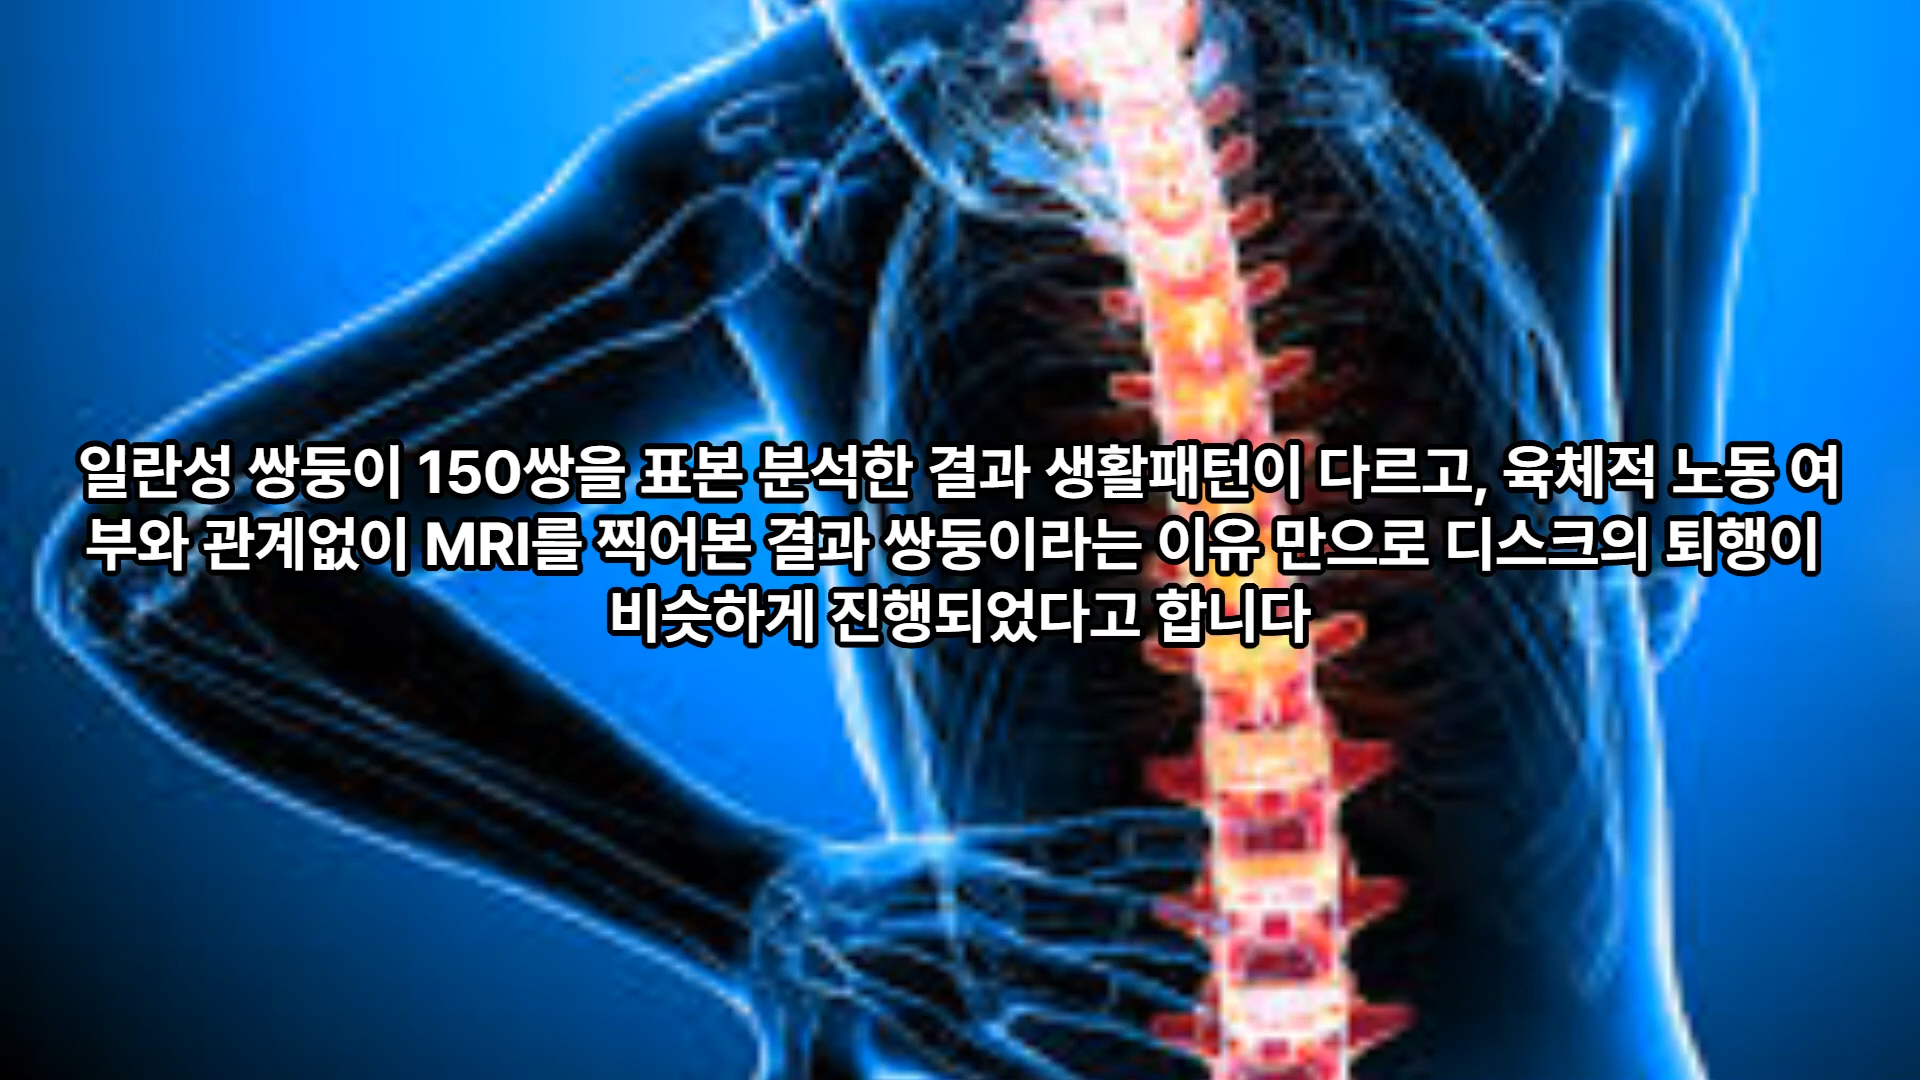 일란성 쌍둥이 150쌍을 표본 분석한 결과 생활패턴이 다르고, 육체적 노동 여
부와 관계없이 MRI를 찍어본 결과 쌍둥이라는 이유 만으로 디스크의 퇴행이
비슷하게 진행되었다고 합니다